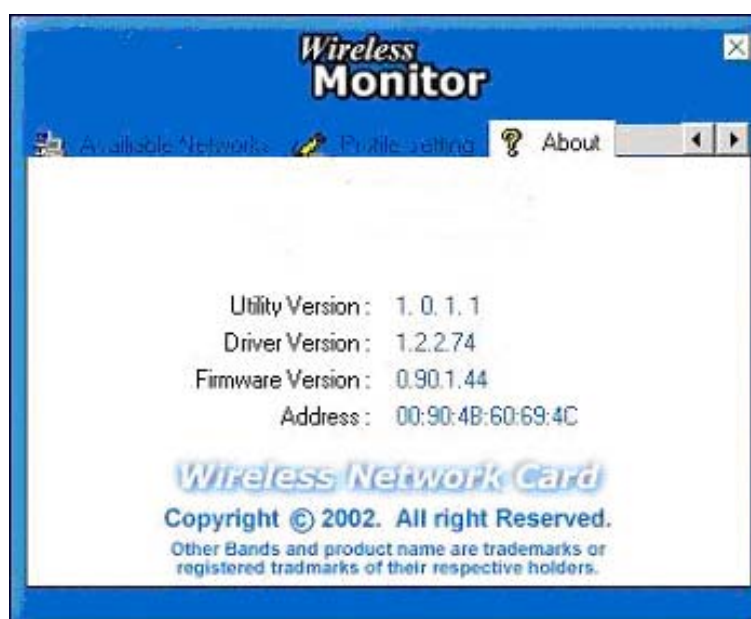 Wireless
Monitor
Available Networks Profile Setting About
Utility Version : 1. 0. 1. 1
Driver Version : 1.2.2.74
Firmware Version : 0.90.1.44
Address : 00:90:4B:60:69:4C
Wireless Network Card
Copyright © 2002. All right Reserved.
Other Bands and product name are trademarks or
registered tradmarks of their respective holders.